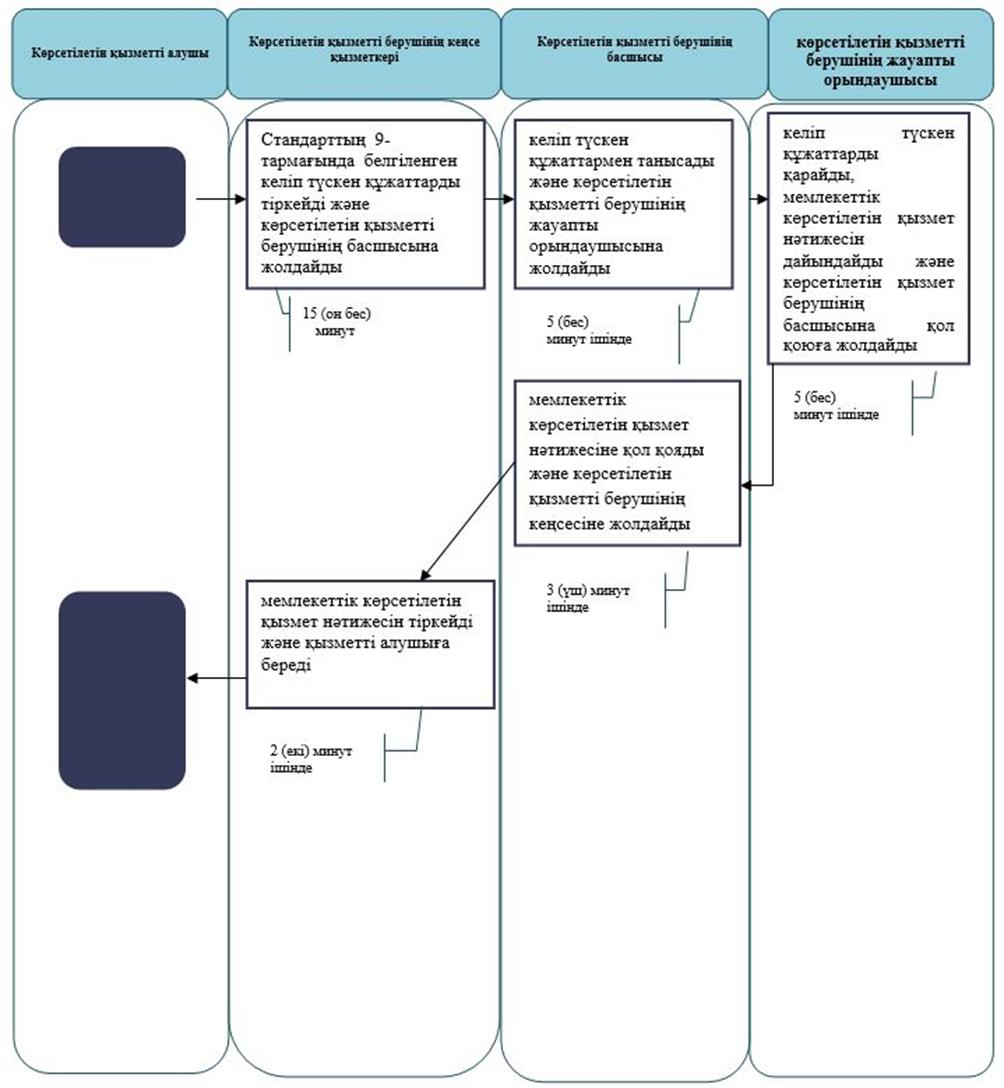 Көрсетілетін қызметті алушы
Көрсетілетін қызметті берушінің кеңсе
қызметкері
Көрсетілетін қызметті берушінің
басшысы
көрсетілетін қызметті
берушінің жауапты
орындаушысы
Стандарттың 9-
тармағында белгіленген
келіп түскен құжаттарды
тіркейді және
көрсетілетін қызметті
берушінің басшысына
жолдайды
15 (он бес)
минут
келіп түскен
құжаттармен танысады
және көрсетілетін
қызметті берушінің
жауапты
орындаушысына
жолдайды
5 (бес)
минут ішінде
келіп түскен
құжаттарды
қарайды,
мемлекеттік
көрсетілетін қызмет
нәтижесін
дайындайды және
көрсетілетін қызмет
берушінің
басшысына қол
қоюға жолдайды
5 (бес)
минут ішінде
мемлекеттік
көрсетілетін қызмет
нәтижесіне қол қояды
және көрсетілетін
қызметті берушінің
кеңсесіне жолдайды
3 (үш) минут
ішінде
мемлекеттік көрсетілетін
қызмет нәтижесін тіркейді
және қызметті алушыға
береді
2 (екі) минут
ішінде